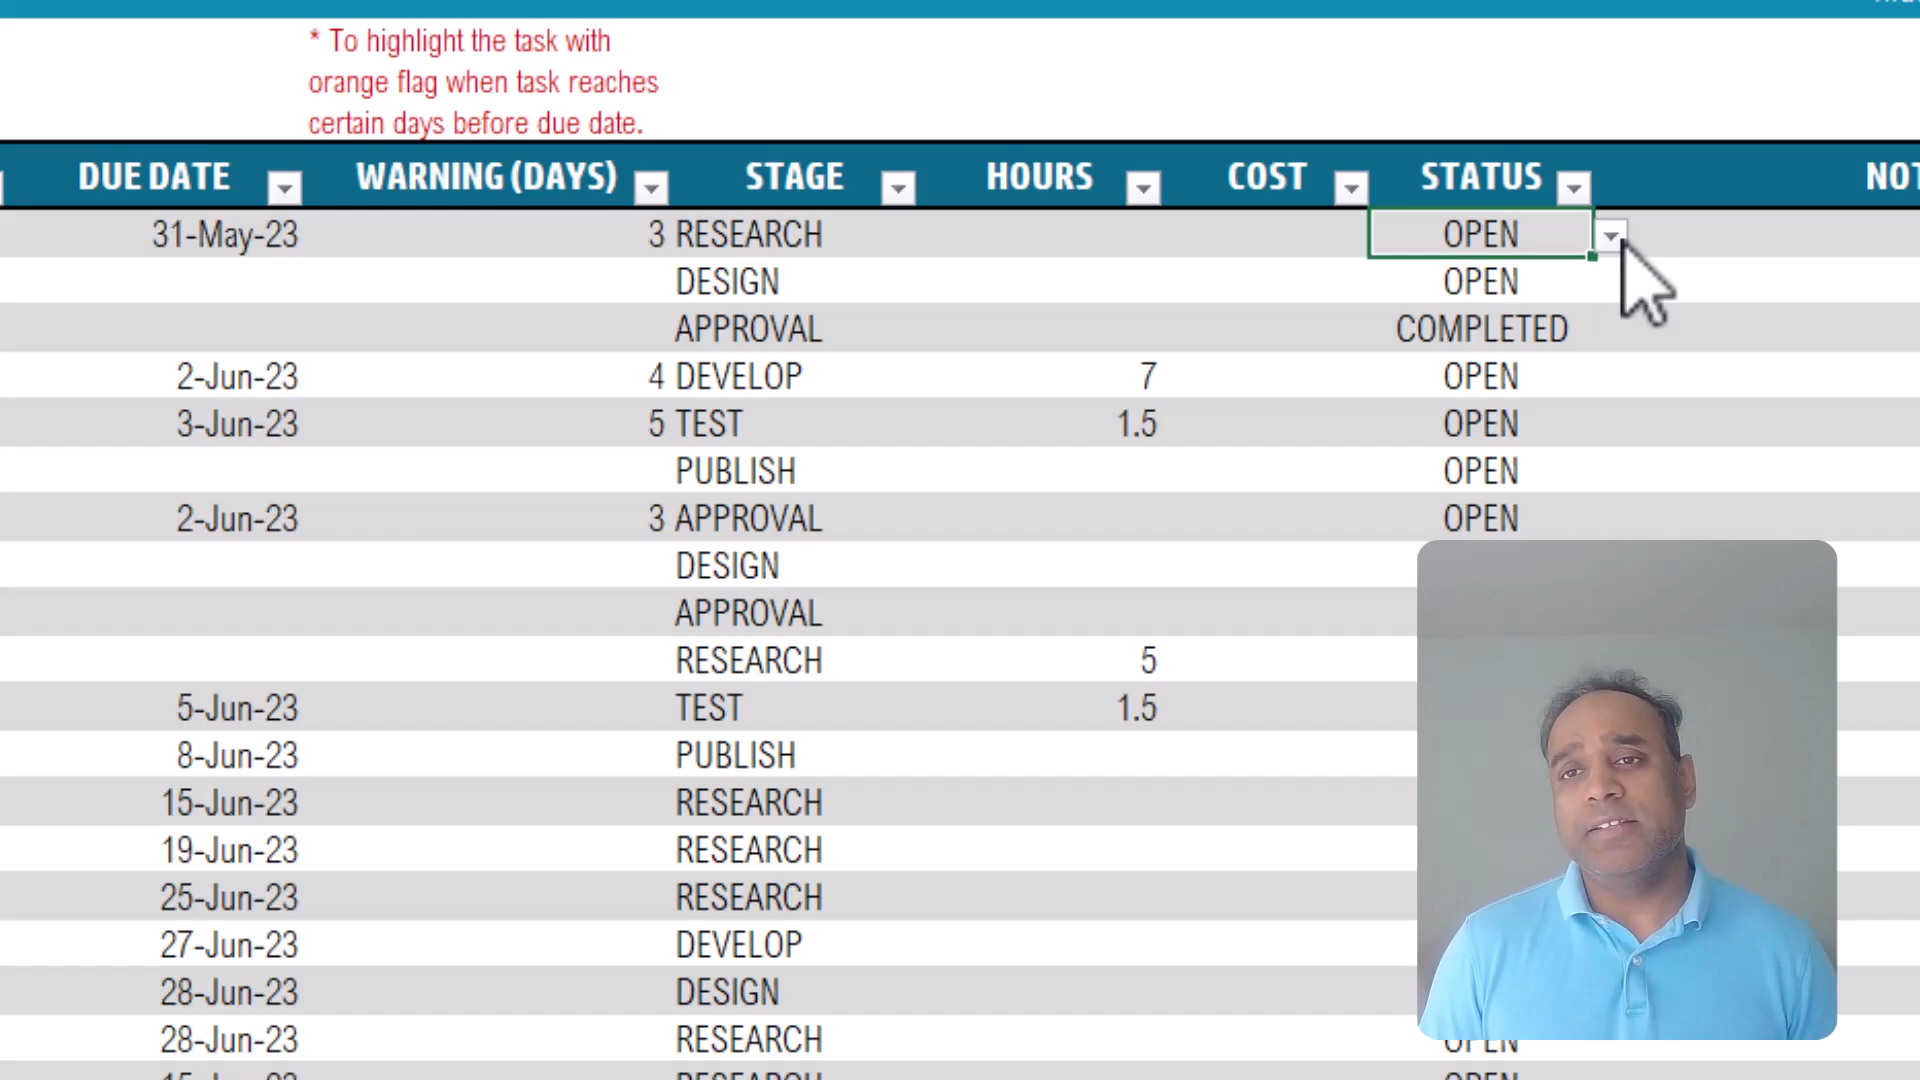 * To highlight the task with
orange flag when task reaches
certain days before due date.
DUE DATE WARNING (DAYS) STAGE HOURS COST STATUS
31-May-23 3 RESEARCH OPEN
DESIGN OPEN
APPROVAL COMPLETED
2-Jun-23 4 DEVELOP 7 OPEN
3-Jun-23 5 TEST 1.5 OPEN
PUBLISH OPEN
2-Jun-23 3 APPROVAL OPEN
DESIGN
APPROVAL
RESEARCH 5
5-Jun-23 TEST 1.5
8-Jun-23 PUBLISH
15-Jun-23 RESEARCH
19-Jun-23 RESEARCH
25-Jun-23 RESEARCH
27-Jun-23 DEVELOP
28-Jun-23 DESIGN
28-Jun-23 RESEARCH OPEN